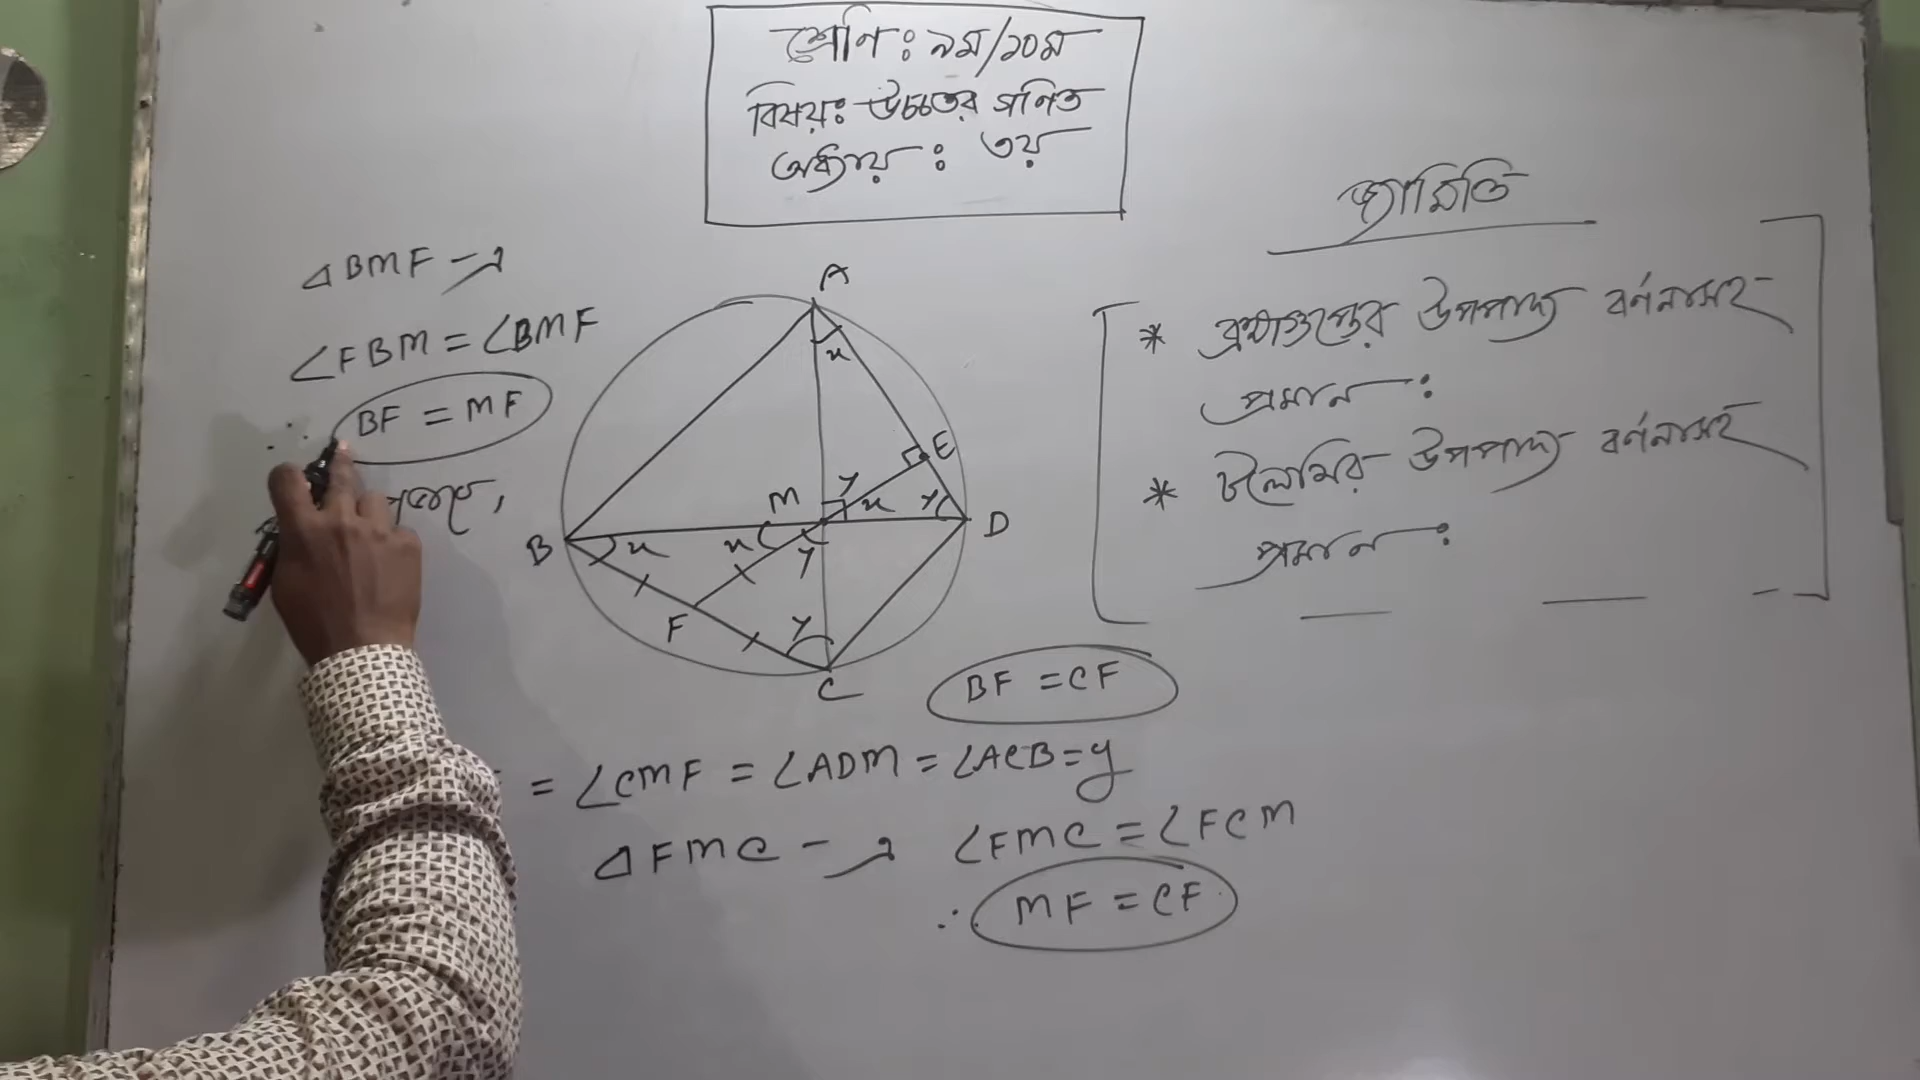 শ্রেণি: ৯ম/১০ম
বিষয়: উচ্চতর গনিত
অধ্যায়: ৩য়
জ্যামিতি
* ব্রহ্মগুপ্তের উপপাদ্য বর্ণনাসহ
প্রমান:
* টলেমির উপপাদ্য বর্ণনাসহ
প্রমান:
△BMF-এ
∠FBM = ∠BMF
∴ BF = MF
A
x
E
M
y
x
y
D
B
x
x
y
F
y
C
BF = CF
= ∠CMF = ∠ADM = ∠ACB = y
△FMC-এ ∠FMC = ∠FCM
∴ MF = CF